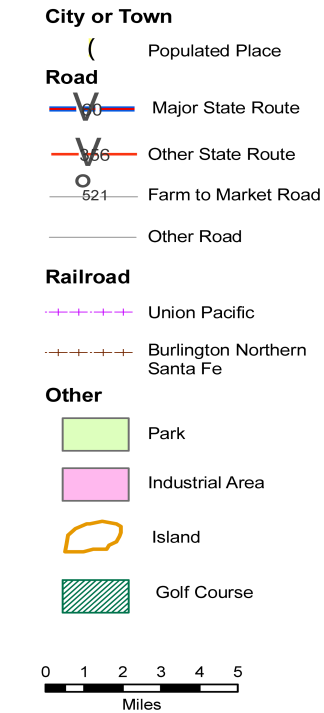 City or Town
( Populated Place
Road
60 Major State Route
356 Other State Route
521 Farm to Market Road
Other Road
Railroad
Union Pacific
Burlington Northern
Santa Fe
Other
Park
Industrial Area
Island
Golf Course
0 1 2 3 4 5
Miles